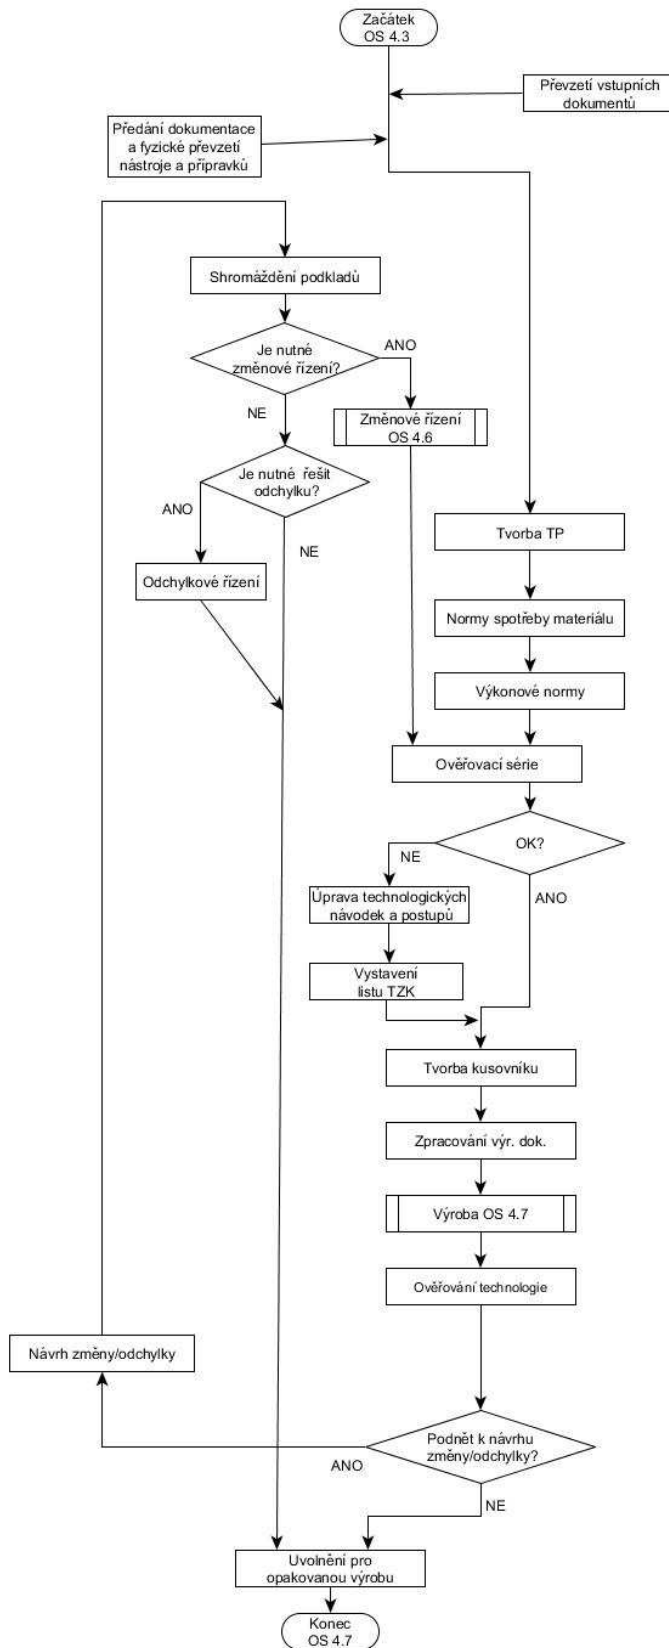 Začátek
OS 4.3
Převzetí vstupních
dokumentů
Předání dokumentace
a fyzické převzetí
nástroje a přípravků
Shromáždění podkladů
Je nutné
změnové řízení?
ANO
NE
Změnové řízení
OS 4.6
Je nutné řešit
odchylku?
ANO
NE
Tvorba TP
Odchylkové řízení
Normy spotřeby materiálu
Výkonové normy
Ověřovací série
OK?
NE
ANO
Úprava technologických
návodek a postupů
Vystavení
listu TZK
Tvorba kusovníku
Zpracování výr. dok.
Výroba OS 4.7
Ověřování technologie
Návrh změny/odchylky
Podnět k návrhu
změny/odchylky?
ANO
NE
Uvolnění pro
opakovanou výrobu
Konec
OS 4.7